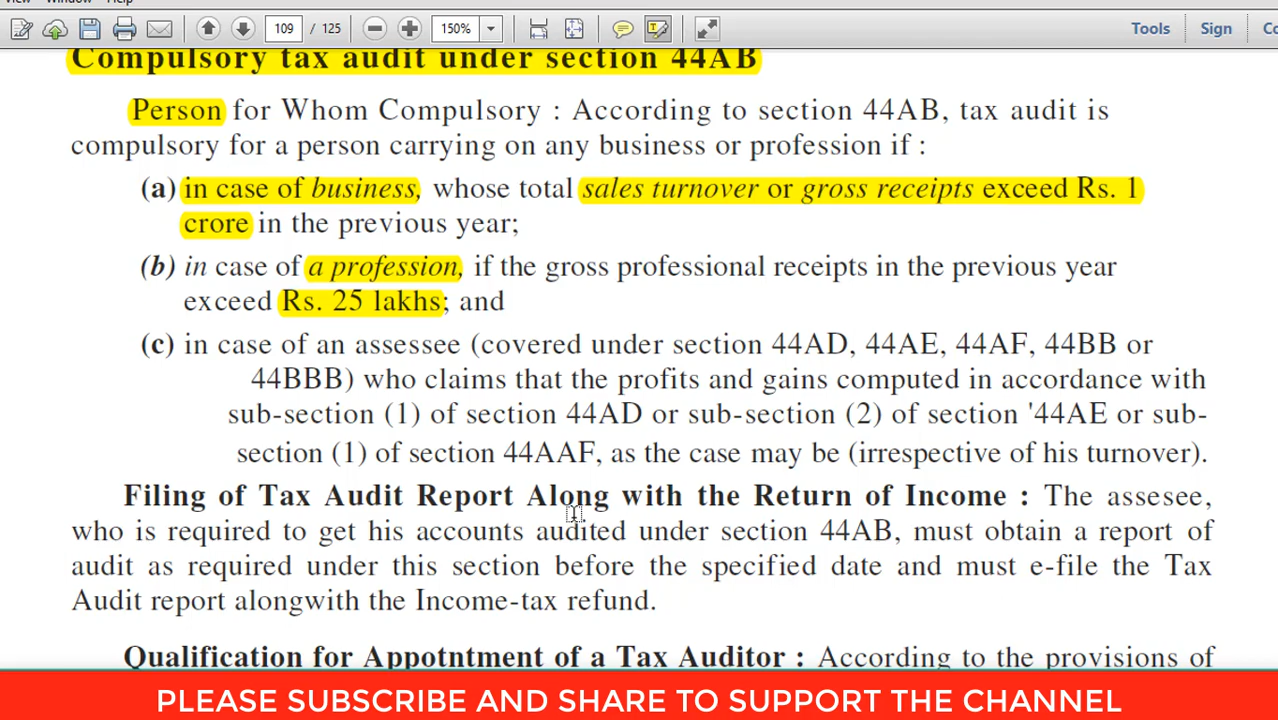 View Window Help
109 / 125 150% Tools Sign Co
Compulsory tax audit under section 44AB
Person for Whom Compulsory : According to section 44AB, tax audit is
compulsory for a person carrying on any business or profession if :
(a) in case of business, whose total sales turnover or gross receipts exceed Rs. 1
crore in the previous year;
(b) in case of a profession, if the gross professional receipts in the previous year
exceed Rs. 25 lakhs; and
(c) in case of an assessee (covered under section 44AD, 44AE, 44AF, 44BB or
44BBB) who claims that the profits and gains computed in accordance with
sub-section (1) of section 44AD or sub-section (2) of section '44AE or sub-
section (1) of section 44AAF, as the case may be (irrespective of his turnover).
Filing of Tax Audit Report Along with the Return of Income : The assesee,
who is required to get his accounts audited under section 44AB, must obtain a report of
audit as required under this section before the specified date and must e-file the Tax
Audit report alongwith the Income-tax refund.
Qualification for Appotntment of a Tax Auditor : According to the provisions of
PLEASE SUBSCRIBE AND SHARE TO SUPPORT THE CHANNEL